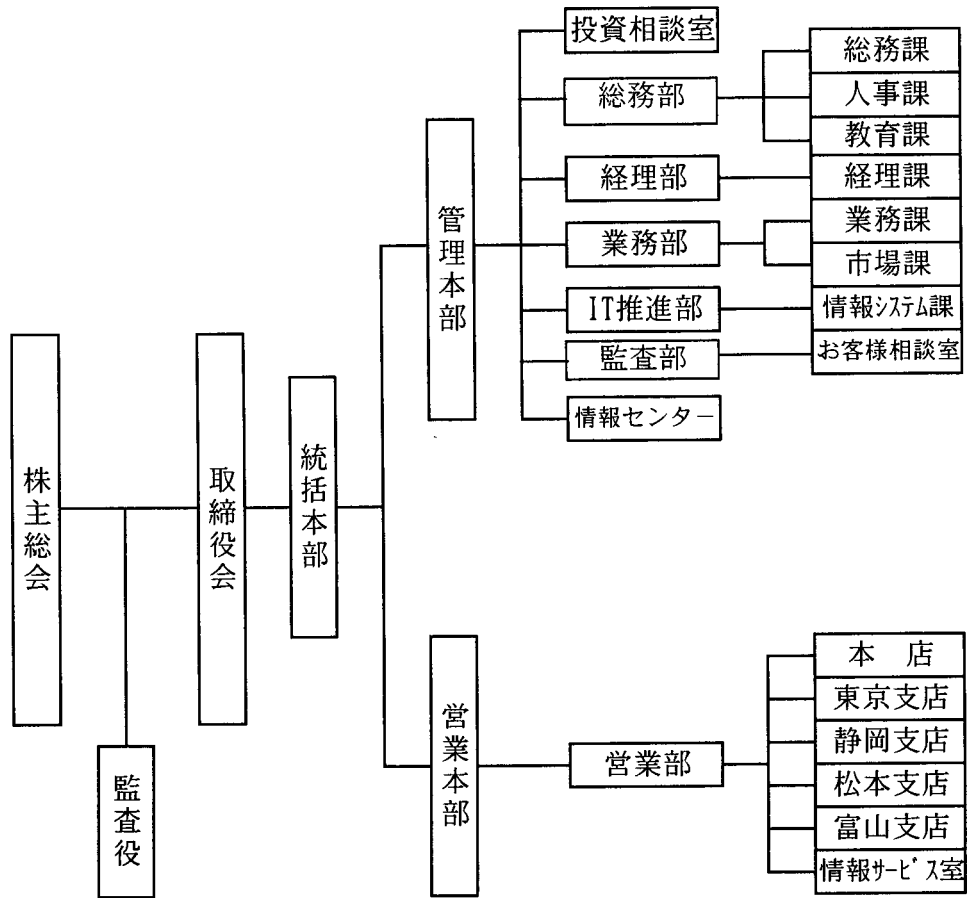 株主総会
監査役
取締役会
統括本部
管理本部
投資相談室
総務部
総務課
人事課
教育課
経理部
経理課
業務部
業務課
市場課
IT推進部
情報システム課
監査部
お客様相談室
情報センター
営業本部
営業部
本　店
東京支店
静岡支店
松本支店
富山支店
情報サービス室